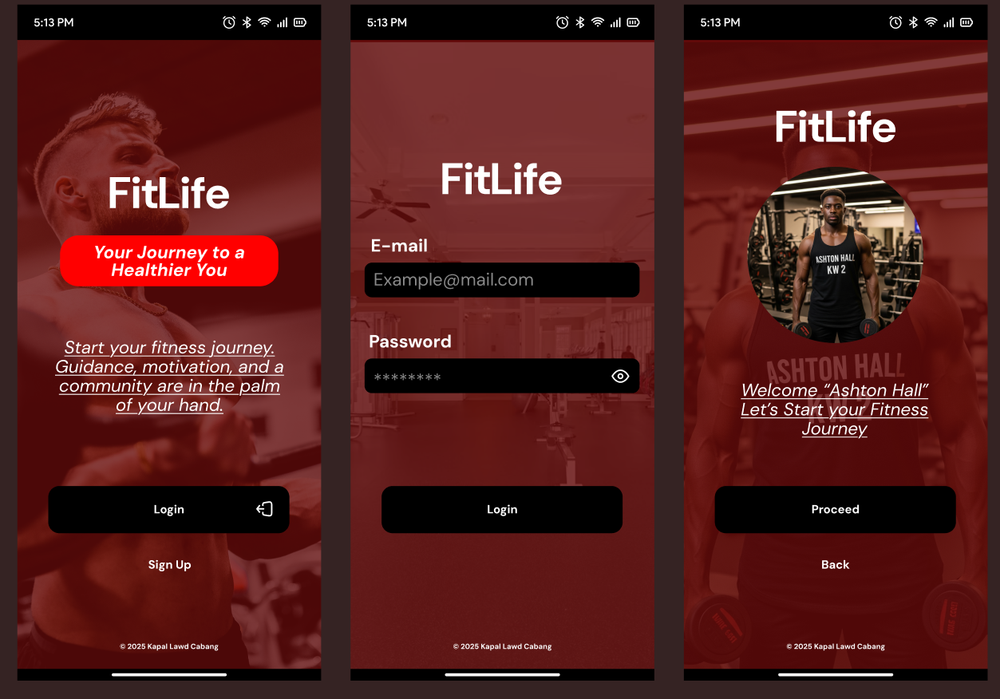 5:13 PM
FitLife
Your Journey to a
Healthier You
Start your fitness journey.
Guidance, motivation, and a
community are in the palm
of your hand.
Login
Sign Up
© 2025 Kapal Lawd Cabang
5:13 PM
FitLife
E-mail
Example@mail.com
Password
********
Login
© 2025 Kapal Lawd Cabang
5:13 PM
FitLife
ASHTON HALL
KW 2
ASHTON HALL
KW 2
Welcome “Ashton Hall”
Let’s Start your Fitness
Journey
Proceed
Back
© 2025 Kapal Lawd Cabang